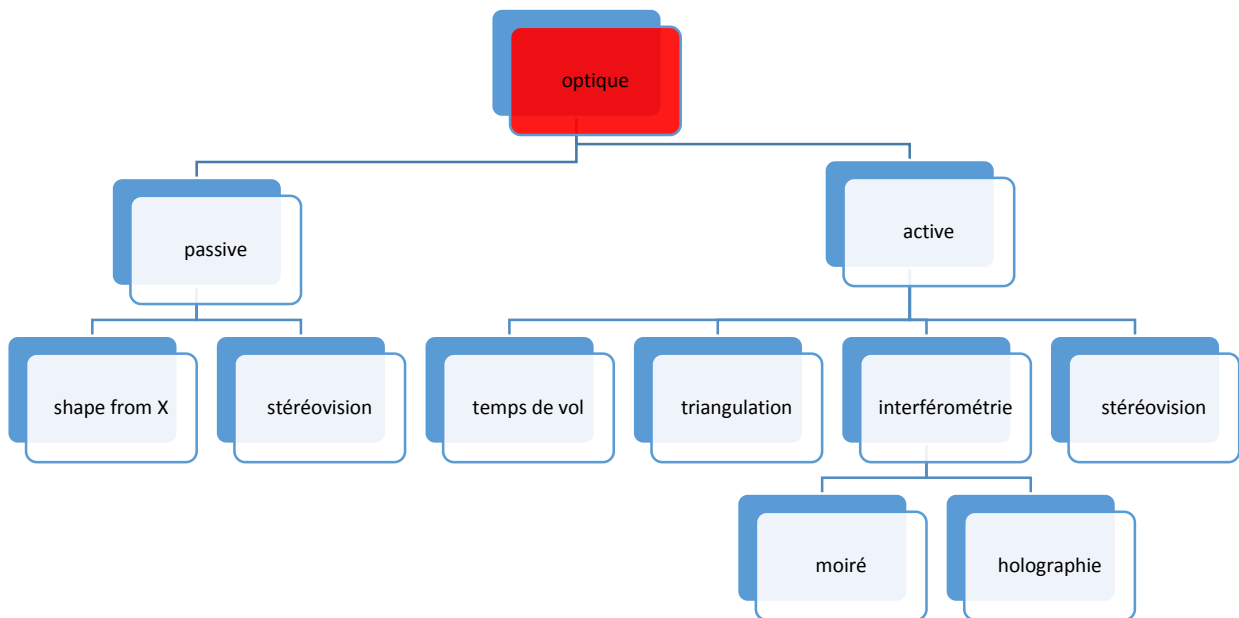 optique
passive
active
shape from X
stéréovision
temps de vol
triangulation
interférométrie
stéréovision
moiré
holographie